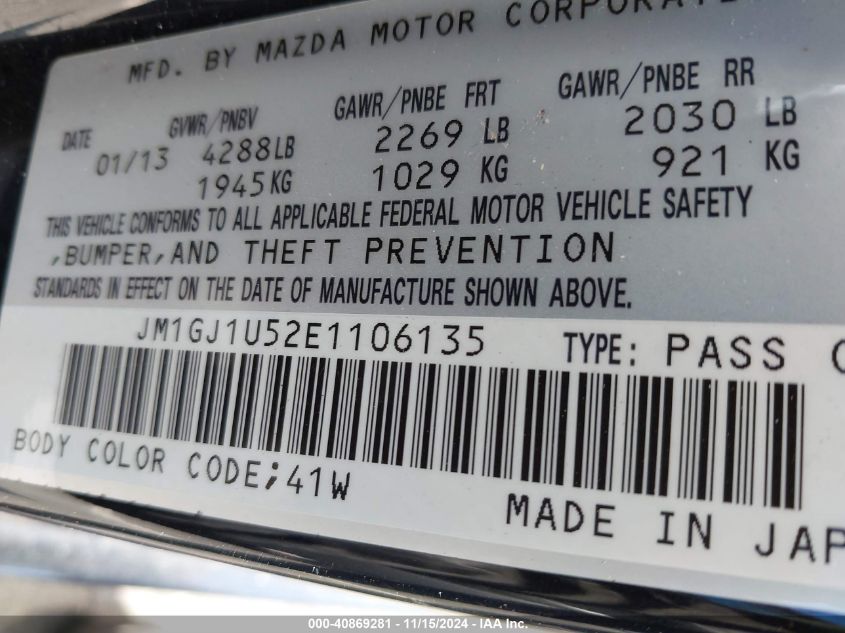 MFD. BY MAZDA MOTOR
DATE GVWR/PNBV GAWR/PNBE FRT GAWR/PNBE RR
01/13 4288LB 2269 LB 2030 LB
1945KG 1029 KG 921 KG
THIS VEHICLE CONFORMS TO ALL APPLICABLE FEDERAL MOTOR VEHICLE SAFETY
,BUMPER,AND THEFT PREVENTION
STANDARDS IN EFFECT ON THE DATE OF MANUFACTURE SHOWN ABOVE.
JM1GJ1U52E1106135 TYPE: PASS
BODY COLOR CODE;41W
MADE IN JAP
000-40869281 - 11/15/2024 - IAA Inc.